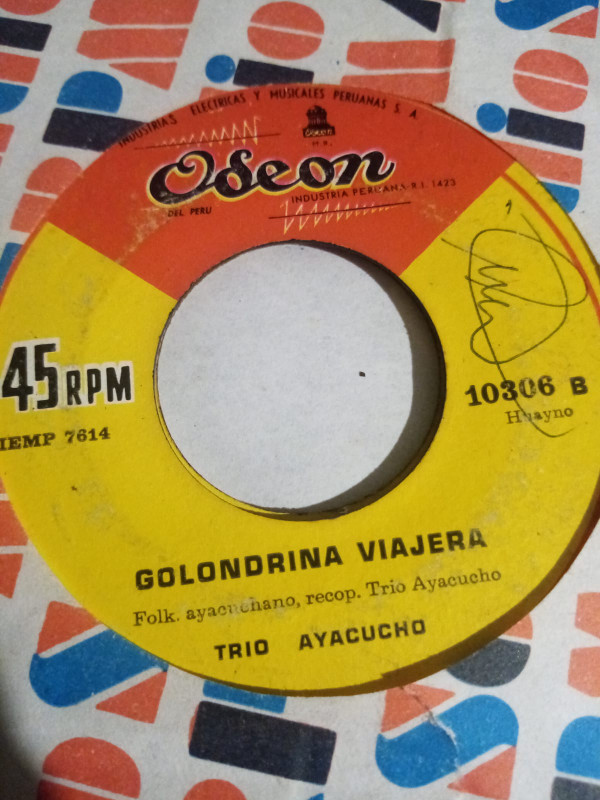 INDUSTRIAS ELECTRICAS Y MUSICALES PERUANAS S. A.
Odeon
M.R.
Odeon
DEL PERU
INDUSTRIA PERUANA R.I. 1423
45 RPM
IEMP 7614
10306 B
Huayno
GOLONDRINA VIAJERA
Folk. ayacuchano, recop. Trio Ayacucho
TRIO AYACUCHO